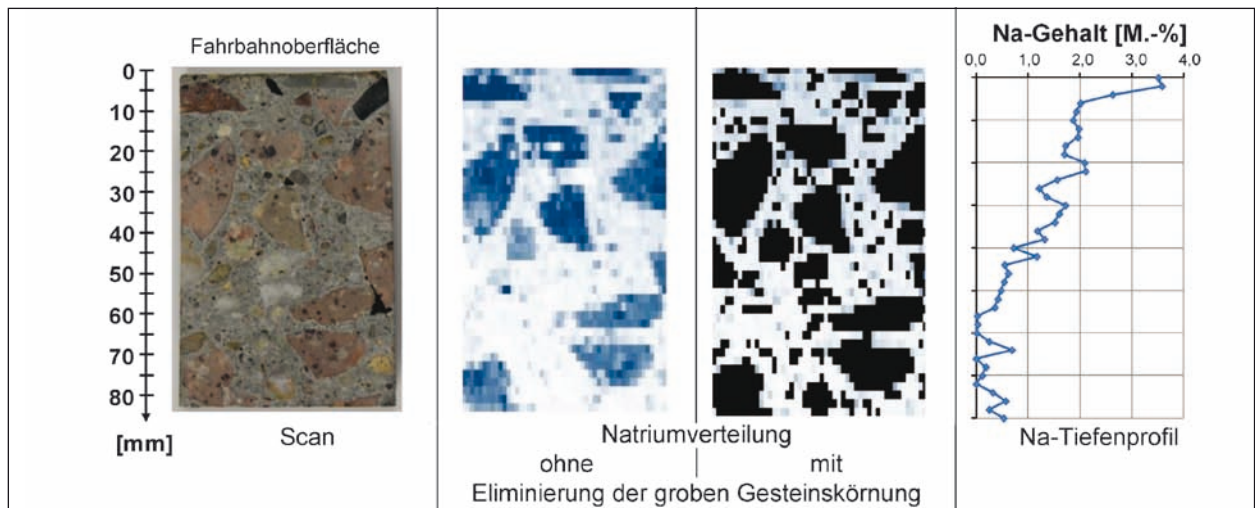 Fahrbahnoberfläche
0
10
20
30
40
50
60
70
80
[mm]
Scan
Natriumverteilung
ohne
mit
Eliminierung der groben Gesteinskörnung
Na-Gehalt [M.-%]
0,0 1,0 2,0 3,0 4,0
Na-Tiefenprofil